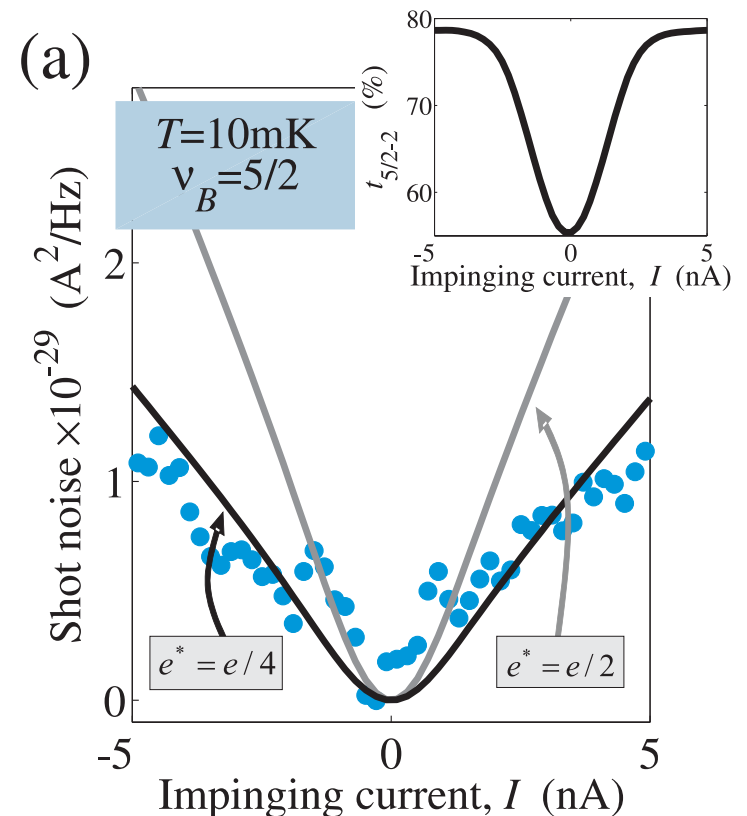 (a)
T=10mK
ν_B=5/2
80
70
60
t_5/2-2 (%)
-5 0 5
Impinging current, I (nA)
Shot noise ×10^-29 (A^2/Hz)
2
1
0
e* = e/4
e* = e/2
-5 0 5
Impinging current, I (nA)